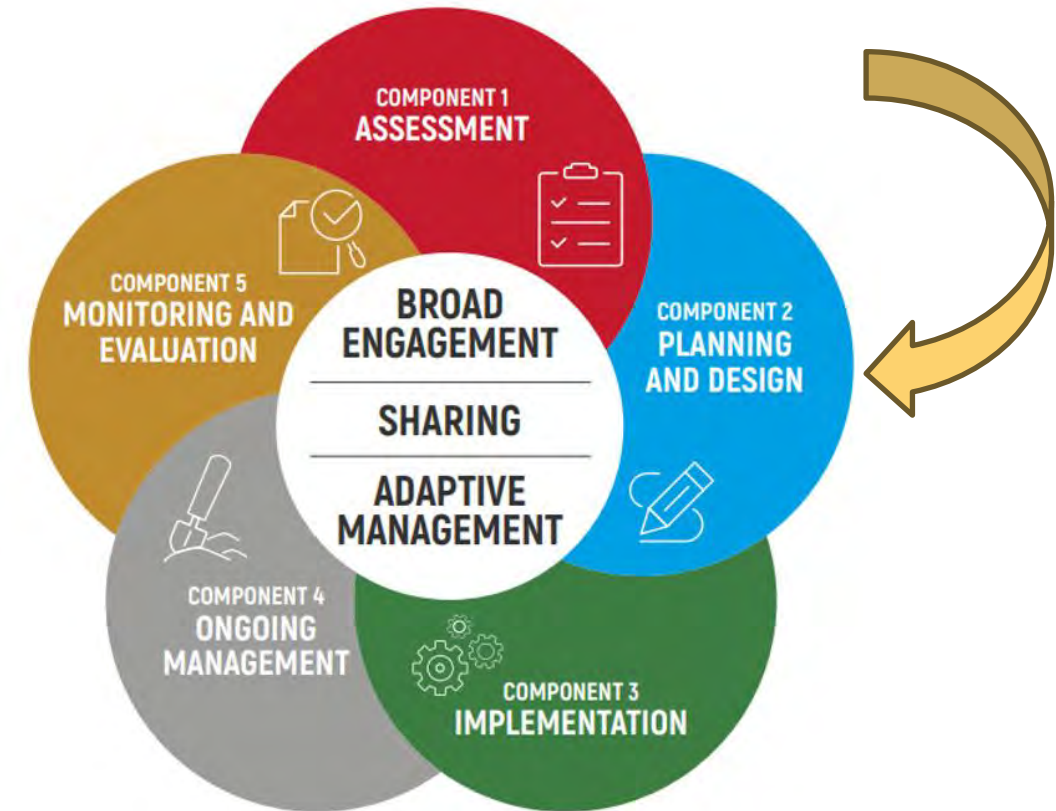 COMPONENT 1
ASSESSMENT
COMPONENT 2
PLANNING
AND DESIGN
COMPONENT 3
IMPLEMENTATION
COMPONENT 4
ONGOING
MANAGEMENT
COMPONENT 5
MONITORING AND
EVALUATION
BROAD
ENGAGEMENT
SHARING
ADAPTIVE
MANAGEMENT